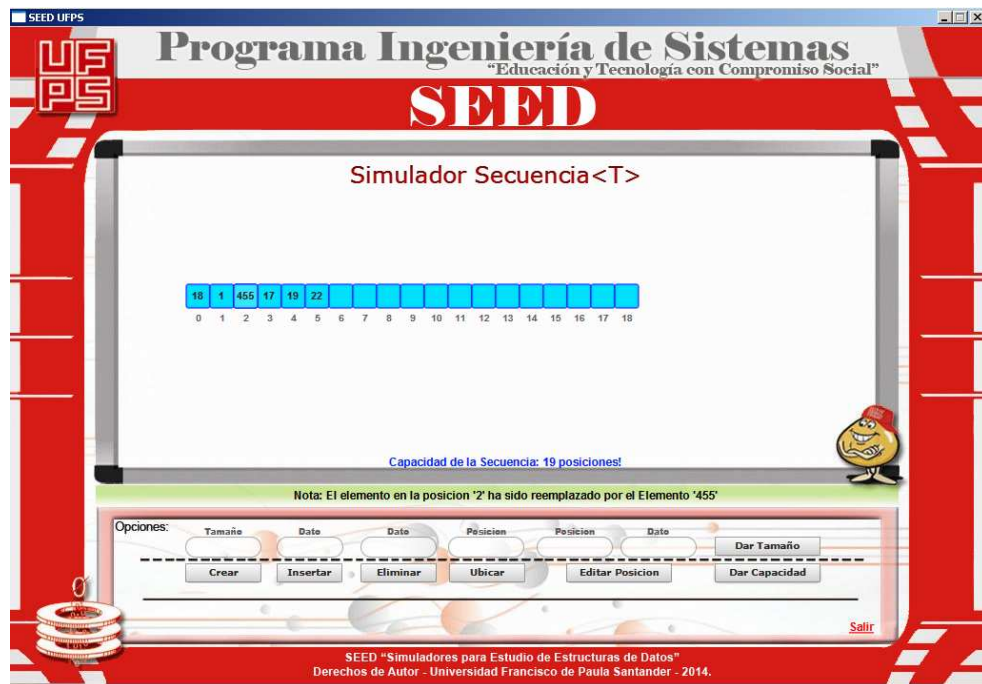 SEED UFPS
UF
PS
Programa Ingeniería de Sistemas
“Educación y Tecnología con Compromiso Social”
SEED
Simulador Secuencia<T>
18 1 455 17 19 22
0 1 2 3 4 5 6 7 8 9 10 11 12 13 14 15 16 17 18
Capacidad de la Secuencia: 19 posiciones!
Nota: El elemento en la posicion '2' ha sido reemplazado por el Elemento '455'
Opciones:
Tamaño Dato Dato Posicion Posicion Dato
Dar Tamaño
Crear Insertar Eliminar Ubicar Editar Posicion Dar Capacidad
Salir
SEED “Simuladores para Estudio de Estructuras de Datos”
Derechos de Autor - Universidad Francisco de Paula Santander - 2014.